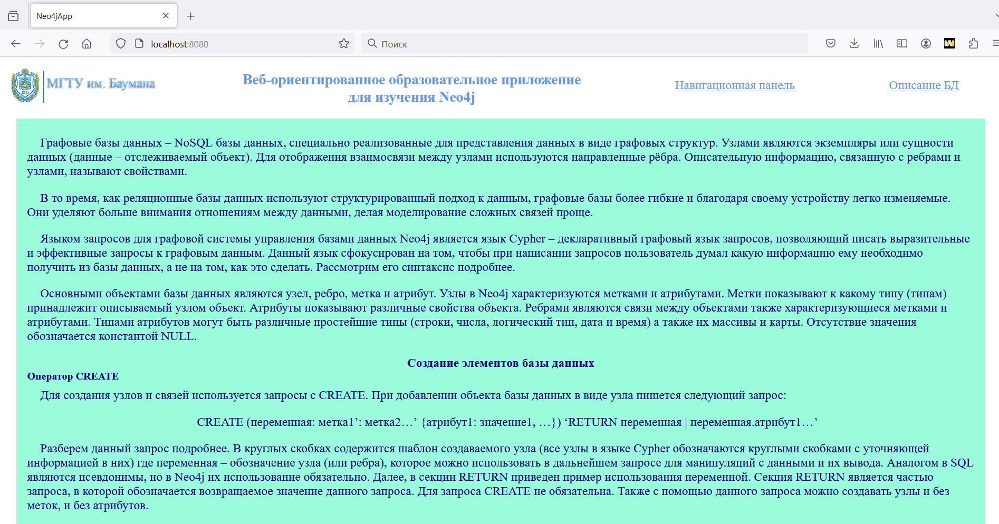 Neo4jApp
localhost:8080
Поиск
1830
МГТУ им. Баумана
Веб-ориентированное образовательное приложение
для изучения Neo4j
Навигационная панель
Описание БД
Графовые базы данных – NoSQL базы данных, специально реализованные для представления данных в виде графовых структур. Узлами являются экземпляры или сущности
данных (данные – отслеживаемый объект). Для отображения взаимосвязи между узлами используются направленные рёбра. Описательную информацию, связанную с ребрами и
узлами, называют свойствами.
В то время, как реляционные базы данных используют структурированный подход к данным, графовые базы более гибкие и благодаря своему устройству легко изменяемые.
Они уделяют больше внимания отношениям между данными, делая моделирование сложных связей проще.
Языком запросов для графовой системы управления базами данных Neo4j является язык Cypher – декларативный графовый язык запросов, позволяющий писать выразительные
и эффективные запросы к графовым данным. Данный язык сфокусирован на том, чтобы при написании запросов пользователь думал какую информацию ему необходимо
получить из базы данных, а не на том, как это сделать. Рассмотрим его синтаксис подробнее.
Основными объектами базы данных являются узел, ребро, метка и атрибут. Узлы в Neo4j характеризуются метками и атрибутами. Метки показывают к какому типу (типам)
принадлежит описываемый узлом объект. Атрибуты показывают различные свойства объекта. Ребрами являются связи между объектами также характеризующиеся метками и
атрибутами. Типами атрибутов могут быть различные простейшие типы (строки, числа, логический тип, дата и время) а также их массивы и карты. Отсутствие значения
обозначается константой NULL.
Создание элементов базы данных
Оператор CREATE
Для создания узлов и связей используется запросы с CREATE. При добавлении объекта базы данных в виде узла пишется следующий запрос:
CREATE (переменная: метка1’: метка2…’ {атрибут1: значение1, …}) ‘RETURN переменная | переменная.атрибут1…’
Разберем данный запрос подробнее. В круглых скобках содержится шаблон создаваемого узла (все узлы в языке Cypher обозначаются круглыми скобками с уточняющей
информацией в них) где переменная – обозначение узла (или ребра), которое можно использовать в дальнейшем запросе для манипуляций с данными и их вывода. Аналогом в SQL
являются псевдонимы, но в Neo4j их использование обязательно. Далее, в секции RETURN приведен пример использования переменной. Секция RETURN является частью
запроса, в которой обозначается возвращаемое значение данного запроса. Для запроса CREATE не обязательна. Также с помощью данного запроса можно создавать узлы и без
меток, и без атрибутов.